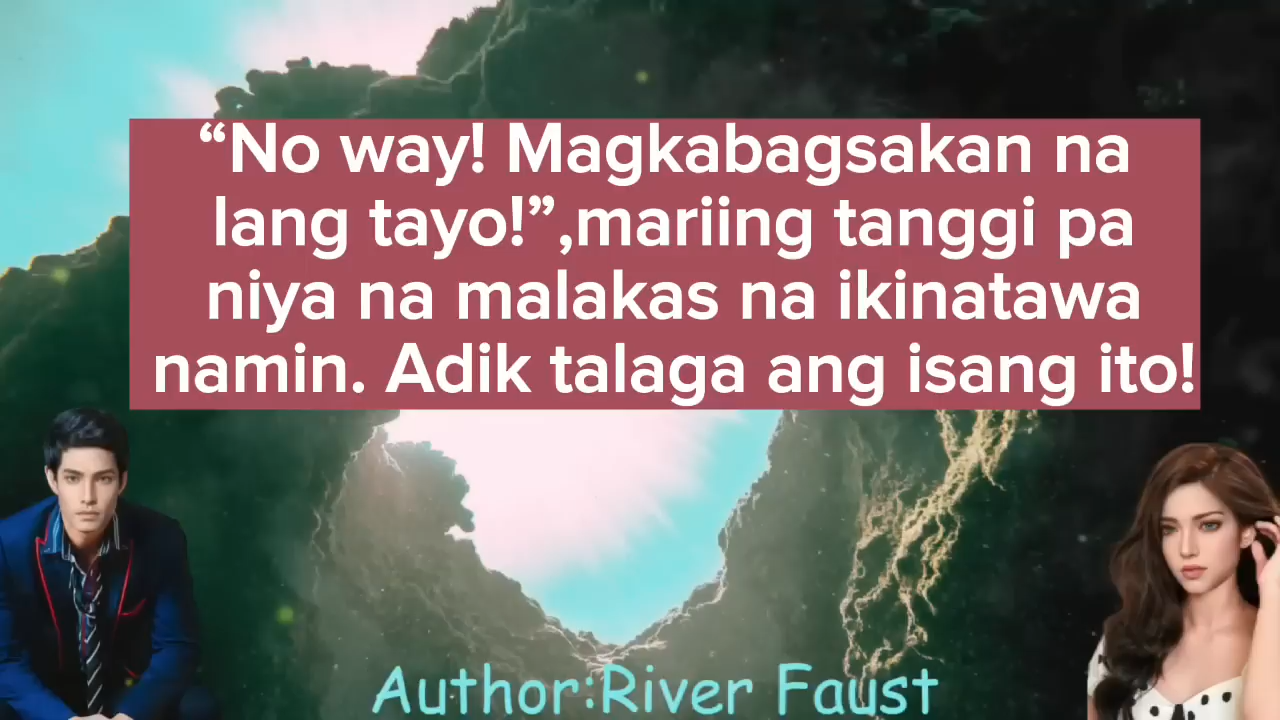 “No way! Magkabagsakan na
lang tayo!”,mariing tanggi pa
niya na malakas na ikinatawa
namin. Adik talaga ang isang ito!
Author:River Faust